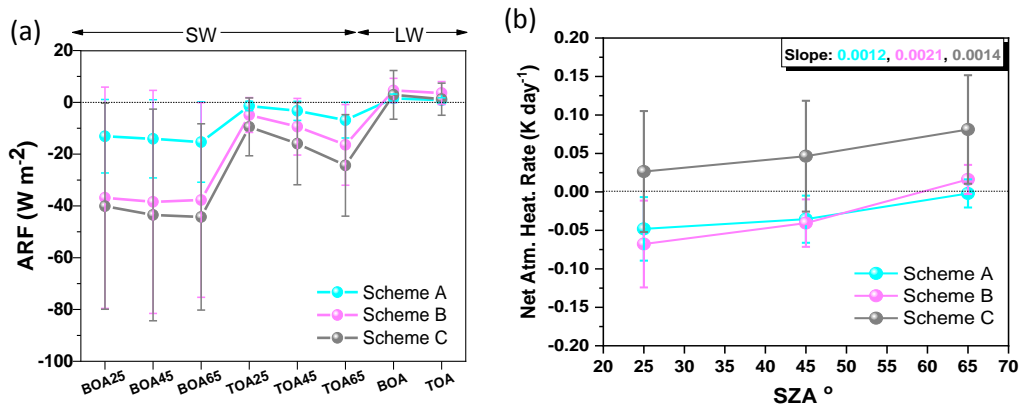 (a)
SW
LW
20
0
-20
-40
-60
-80
-100
ARF (W m⁻²)
Scheme A
Scheme B
Scheme C
BOA25
BOA45
BOA65
TOA25
TOA45
TOA65
BOA
TOA
(b)
Slope: 0.0012, 0.0021, 0.0014
0.20
0.15
0.10
0.05
0.00
-0.05
-0.10
-0.15
-0.20
Net Atm. Heat. Rate (K day⁻¹)
Scheme A
Scheme B
Scheme C
20 25 30 35 40 45 50 55 60 65 70
SZA °